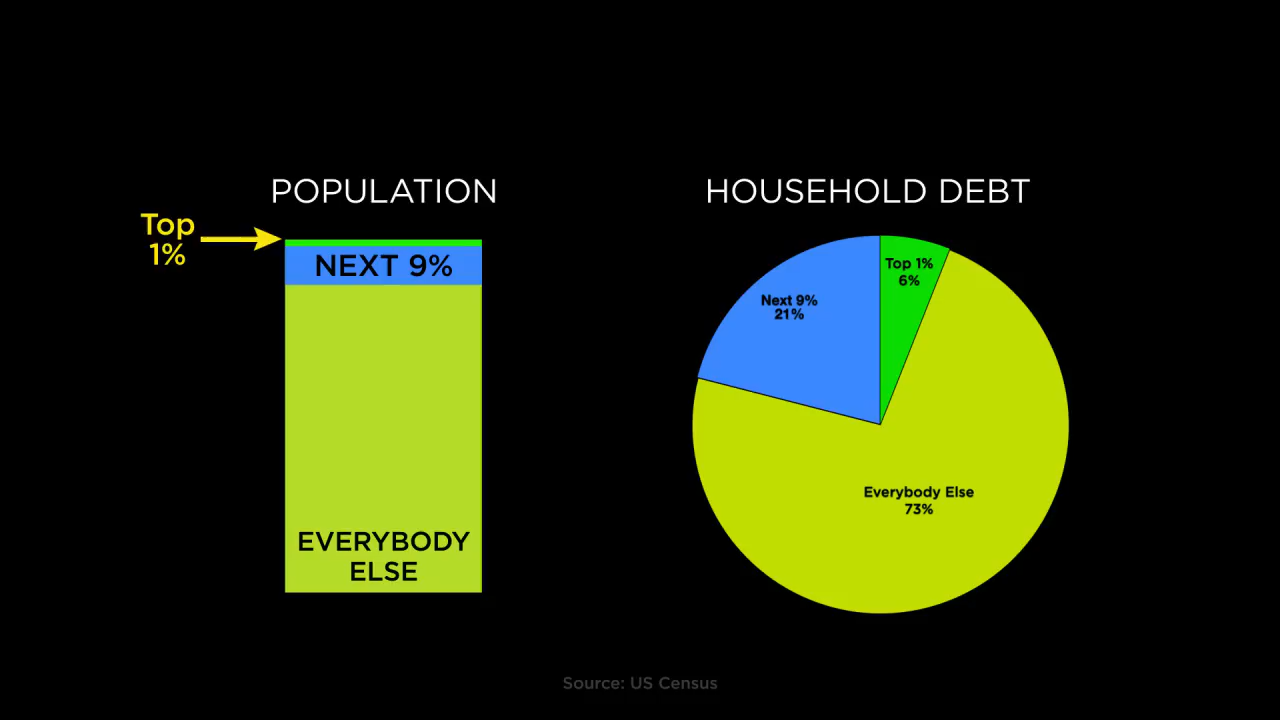 POPULATION
Top
1%
NEXT 9%
EVERYBODY
ELSE
HOUSEHOLD DEBT
Top 1%
6%
Next 9%
21%
Everybody Else
73%
Source: US Census